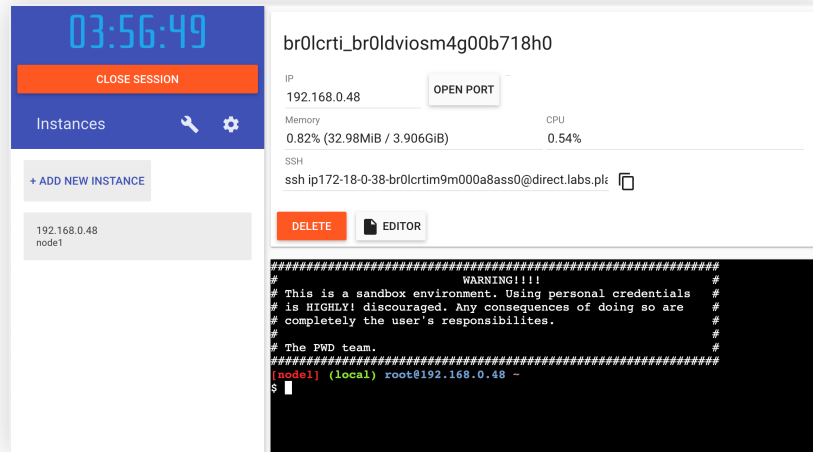 03:56:49
CLOSE SESSION
Instances
+ ADD NEW INSTANCE
192.168.0.48
node1
br0lcrti_br0ldviosm4g00b718h0
IP
192.168.0.48
OPEN PORT
Memory
0.82% (32.98MiB / 3.906GiB)
CPU
0.54%
SSH
ssh ip172-18-0-38-br0lcrtim9m000a8ass0@direct.labs.pla
DELETE
EDITOR
###############################################################
# WARNING!!!! #
# This is a sandbox environment. Using personal credentials #
# is HIGHLY! discouraged. Any consequences of doing so are #
# completely the user's responsibilites. #
# #
# The PWD team. #
###############################################################
[node1] (local) root@192.168.0.48 ~
$